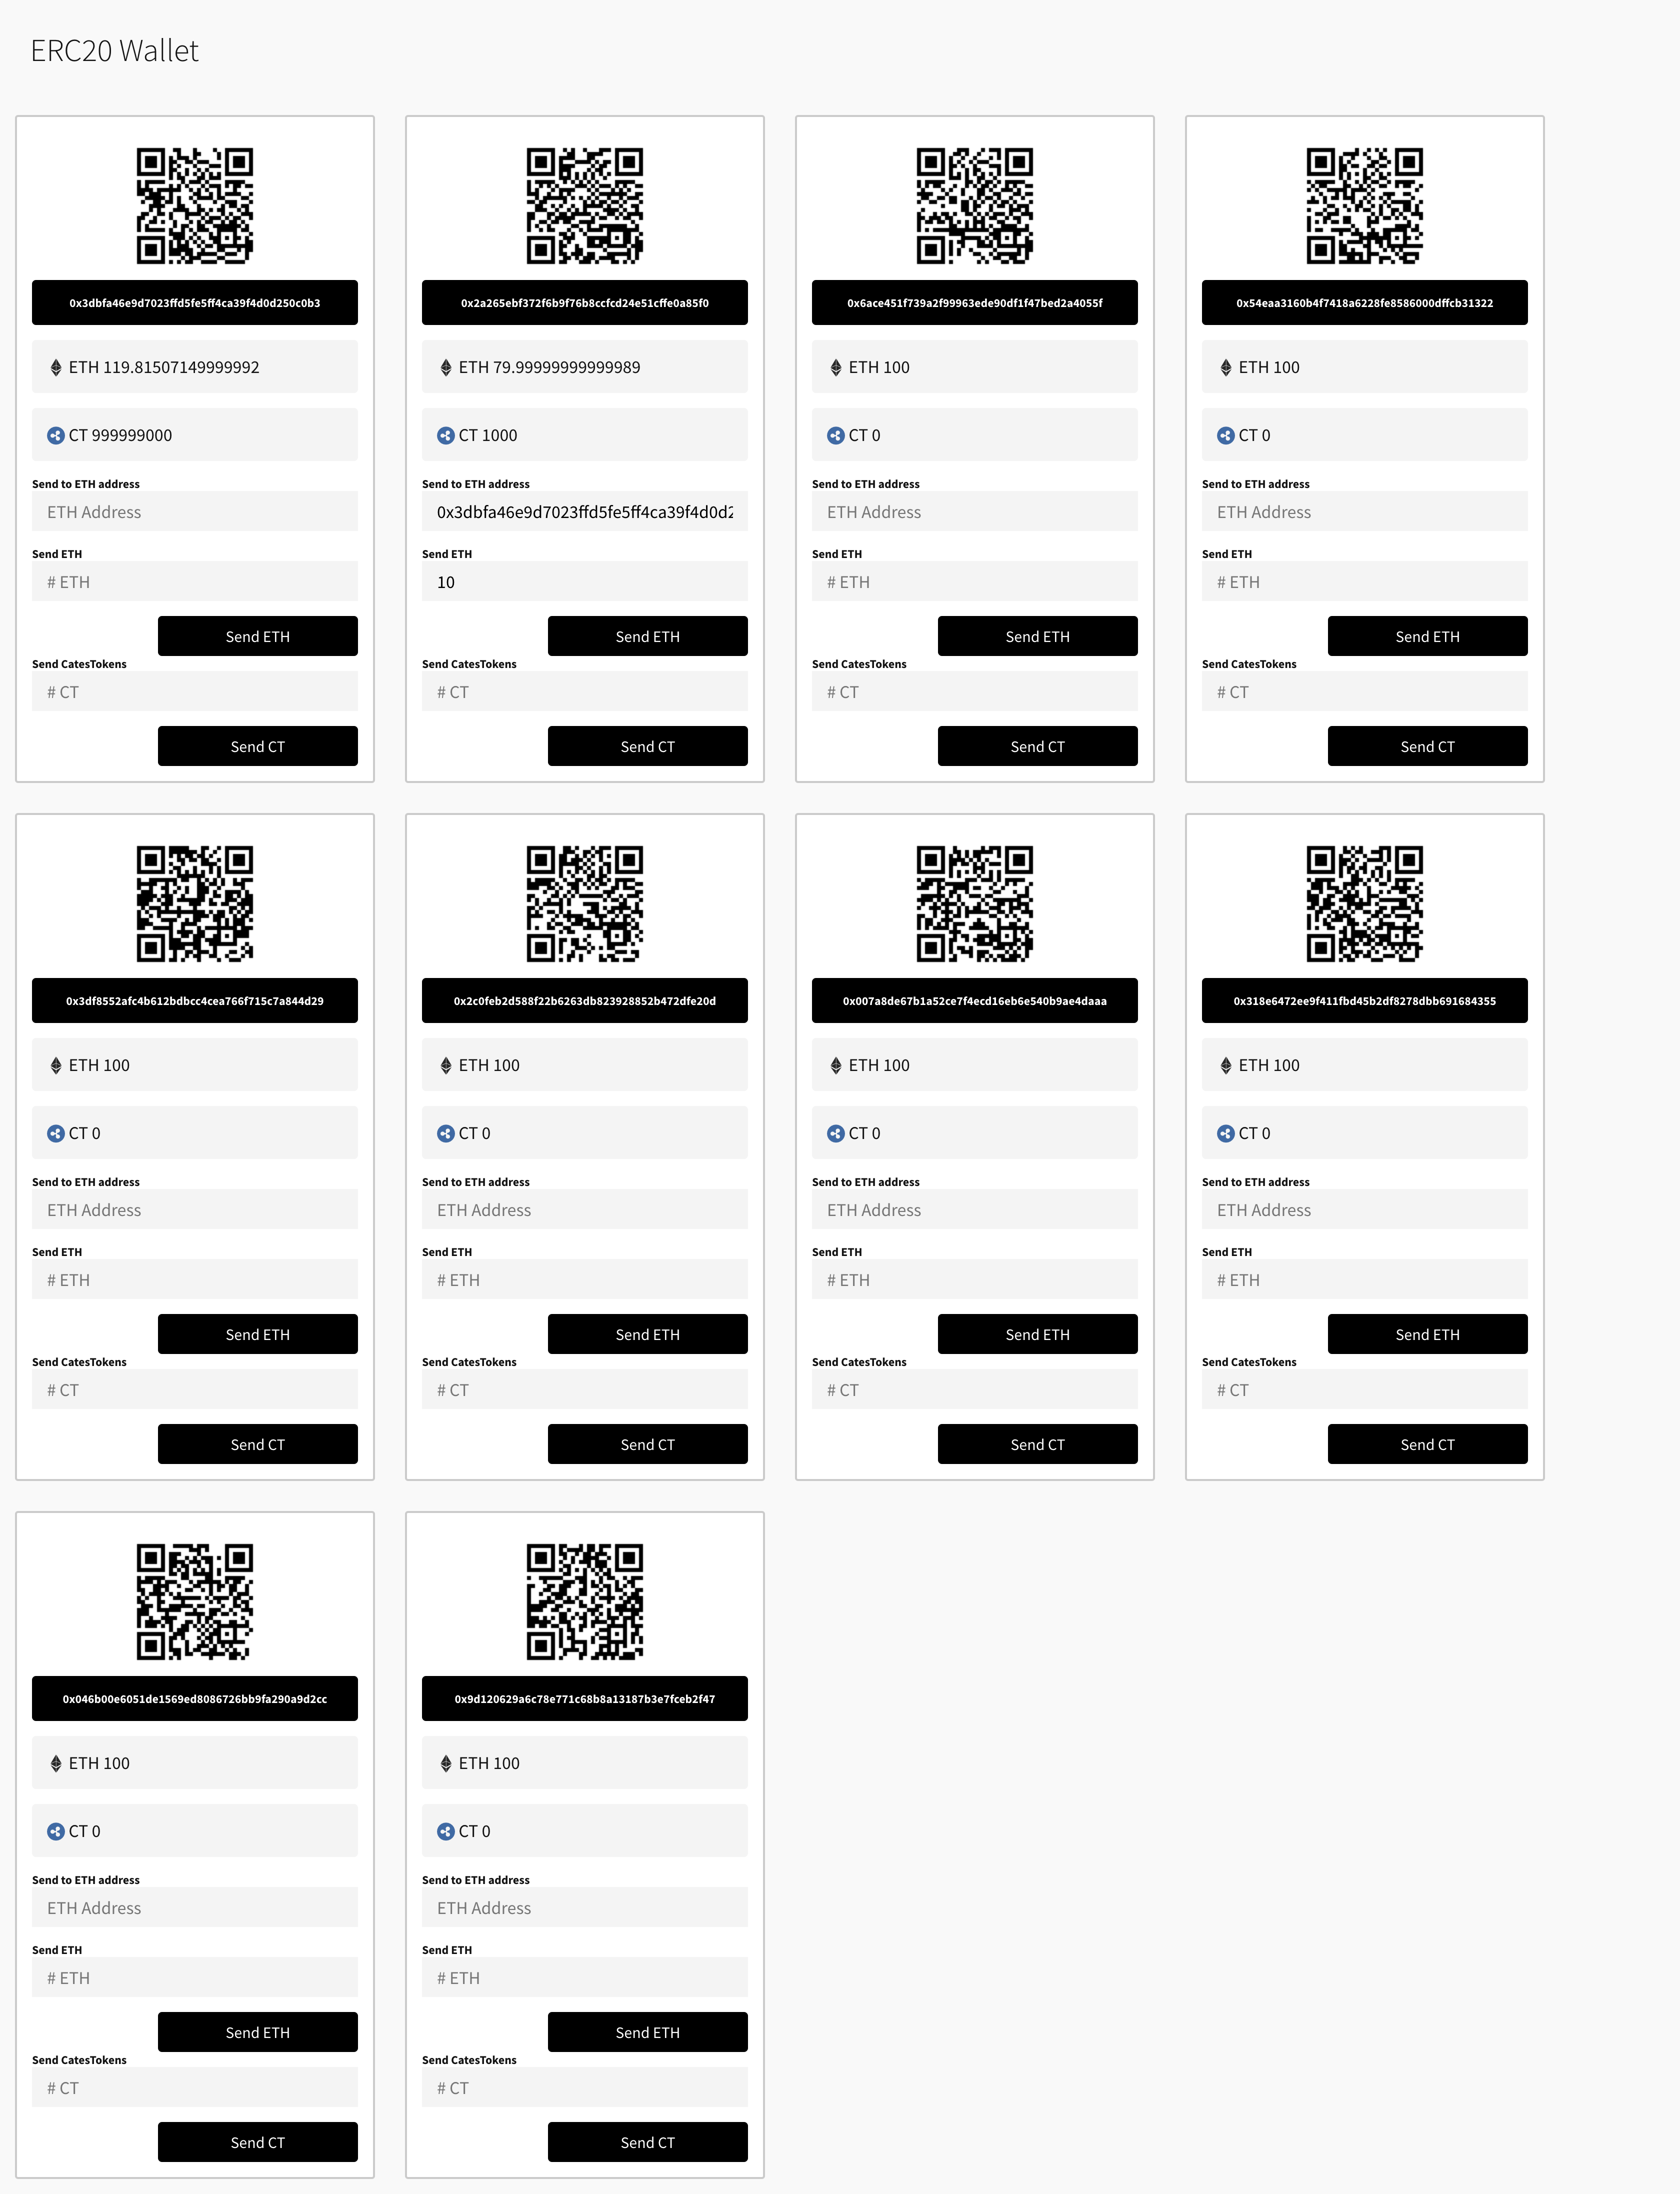 ERC20 Wallet
0x3dbfa46e9d7023ffd5fe5ff4ca39f4d0d250c0b3
ETH 119.81507149999992
CT 999999000
Send to ETH address
ETH Address
Send ETH
# ETH
Send ETH
Send CatesTokens
# CT
Send CT
0x2a265ebf372f6b9f76b8ccfcd24e51cffe0a85f0
ETH 79.99999999999989
CT 1000
Send to ETH address
0x3dbfa46e9d7023ffd5fe5ff4ca39f4d0d2
Send ETH
10
Send ETH
Send CatesTokens
# CT
Send CT
0x6ace451f739a2f99963ede90df1f47bed2a4055f
ETH 100
CT 0
Send to ETH address
ETH Address
Send ETH
# ETH
Send ETH
Send CatesTokens
# CT
Send CT
0x54eaa3160b4f7418a6228fe8586000dffcb31322
ETH 100
CT 0
Send to ETH address
ETH Address
Send ETH
# ETH
Send ETH
Send CatesTokens
# CT
Send CT
0x3df8552afc4b612bdbcc4cea766f715c7a844d29
ETH 100
CT 0
Send to ETH address
ETH Address
Send ETH
# ETH
Send ETH
Send CatesTokens
# CT
Send CT
0x2c0feb2d588f22b6263db823928852b472dfe20d
ETH 100
CT 0
Send to ETH address
ETH Address
Send ETH
# ETH
Send ETH
Send CatesTokens
# CT
Send CT
0x007a8de67b1a52ce7f4ecd16eb6e540b9ae4daaa
ETH 100
CT 0
Send to ETH address
ETH Address
Send ETH
# ETH
Send ETH
Send CatesTokens
# CT
Send CT
0x318e6472ee9f411fbd45b2df8278dbb691684355
ETH 100
CT 0
Send to ETH address
ETH Address
Send ETH
# ETH
Send ETH
Send CatesTokens
# CT
Send CT
0x046b00e6051de1569ed8086726bb9fa290a9d2cc
ETH 100
CT 0
Send to ETH address
ETH Address
Send ETH
# ETH
Send ETH
Send CatesTokens
# CT
Send CT
0x9d120629a6c78e771c68b8a13187b3e7fceb2f47
ETH 100
CT 0
Send to ETH address
ETH Address
Send ETH
# ETH
Send ETH
Send CatesTokens
# CT
Send CT